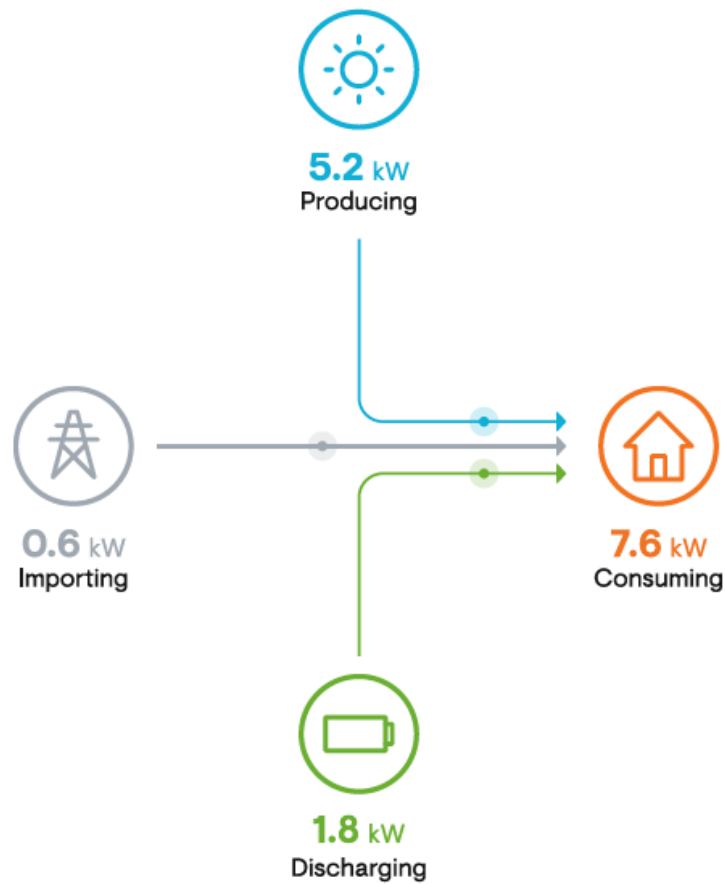 5.2 kW
Producing
0.6 kW
Importing
7.6 kW
Consuming
1.8 kW
Discharging